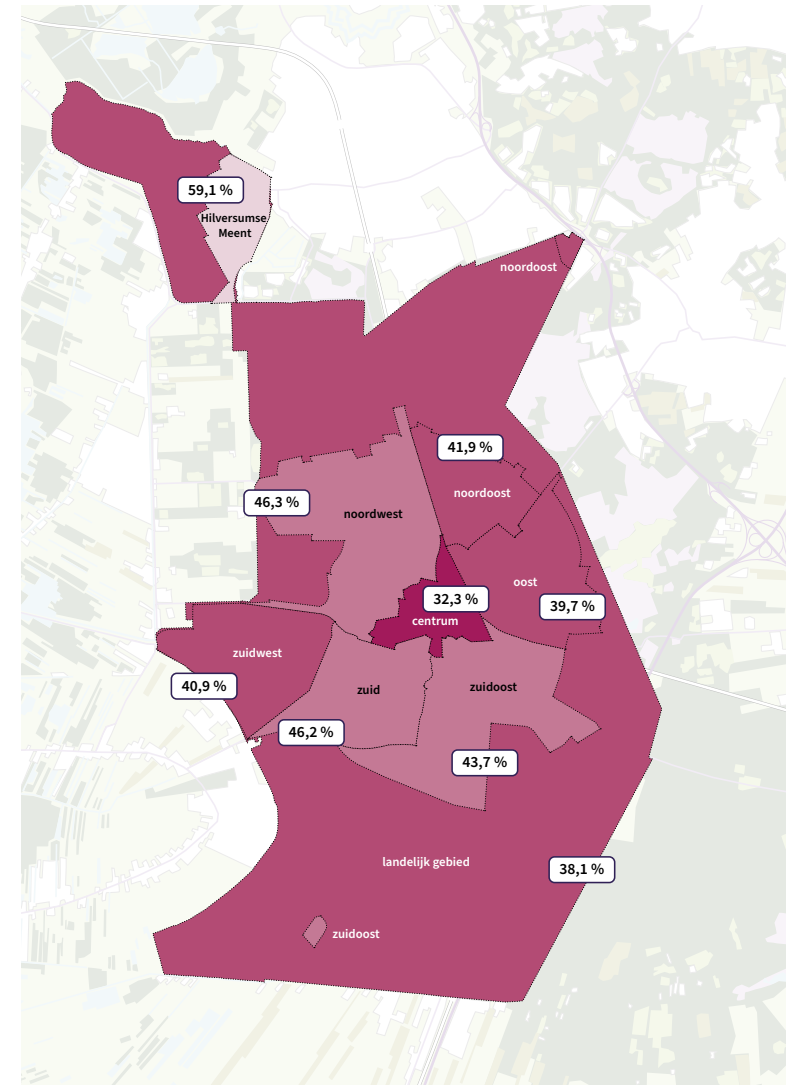 59,1 %
Hilversumse
Meent
noordoost
41,9 %
noordoost
46,3 %
noordwest
oost
32,3 %
39,7 %
centrum
zuidwest
40,9 %
zuid
zuidoost
46,2 %
43,7 %
landelijk gebied
38,1 %
zuidoost